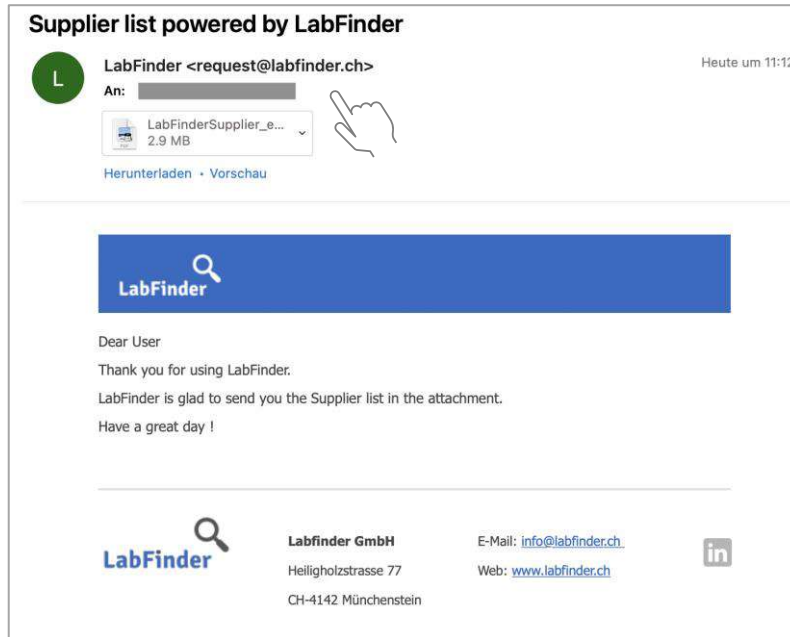 Supplier list powered by LabFinder
L
LabFinder <request@labfinder.ch>
Heute um 11:12
An:
LabFinderSupplier_e...
2.9 MB
Herunterladen • Vorschau
LabFinder
Dear User
Thank you for using LabFinder.
LabFinder is glad to send you the Supplier list in the attachment.
Have a great day !
LabFinder
Labfinder GmbH
Heiligholzstrasse 77
CH-4142 Münchenstein
E-Mail: info@labfinder.ch
Web: www.labfinder.ch
in